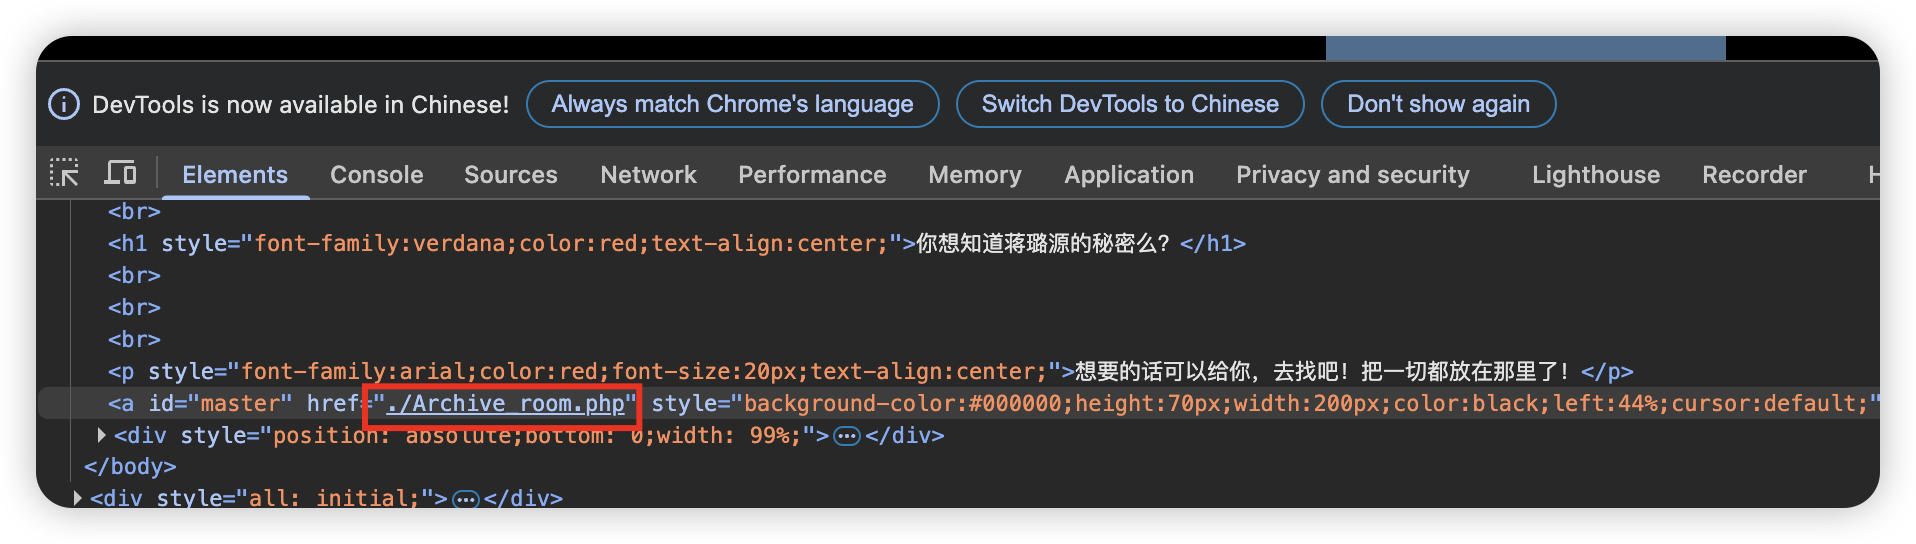 DevTools is now available in Chinese! Always match Chrome's language Switch DevTools to Chinese Don't show again
Elements Console Sources Network Performance Memory Application Privacy and security Lighthouse Recorder
<br>
<h1 style="font-family:verdana;color:red;text-align:center;">你想知道蒋璐源的秘密么？</h1>
<br>
<br>
<br>
<p style="font-family:arial;color:red;font-size:20px;text-align:center;">想要的话可以给你，去找吧！把一切都放在那里了！</p>
<a id="master" href="./Archive_room.php" style="background-color:#000000;height:70px;width:200px;color:black;left:44%;cursor:default;"
<div style="position: absolute;bottom: 0;width: 99%;">…</div>
</body>
<div style="all: initial;">…</div>